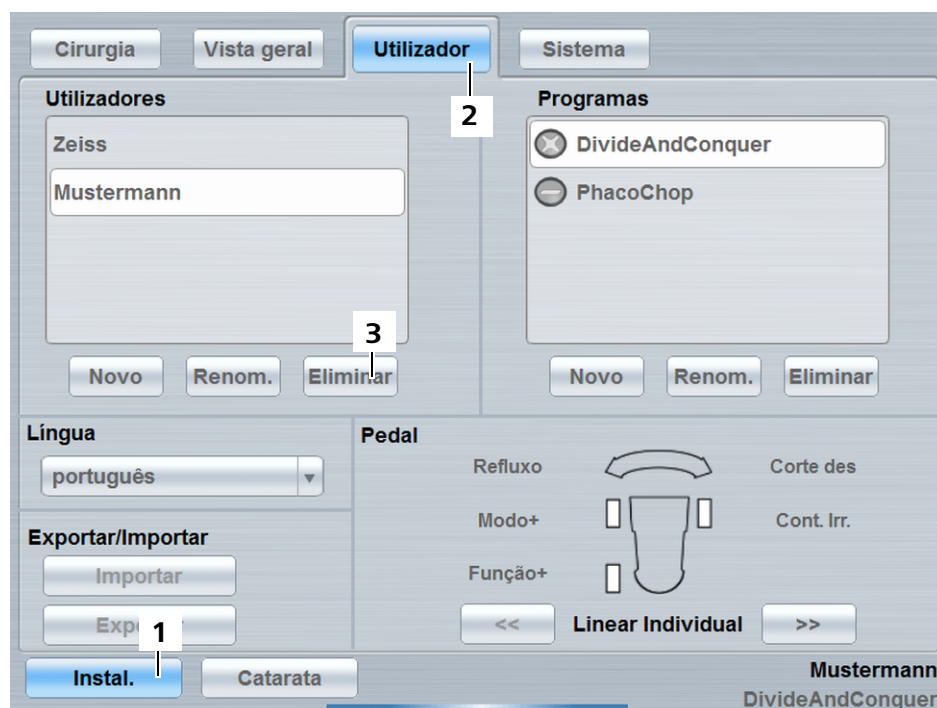 Cirurgia Vista geral Utilizador Sistema
2
Utilizadores
Zeiss
Mustermann
3
Novo Renom. Eliminar
Programas
DivideAndConquer
PhacoChop
Novo Renom. Eliminar
Língua
português
Exportar/Importar
Importar
1
Pedal
Refluxo Corte des
Modo+ Cont. Irr.
Função+
<< Linear Individual >>
Instal. Catarata
Mustermann
DivideAndConquer